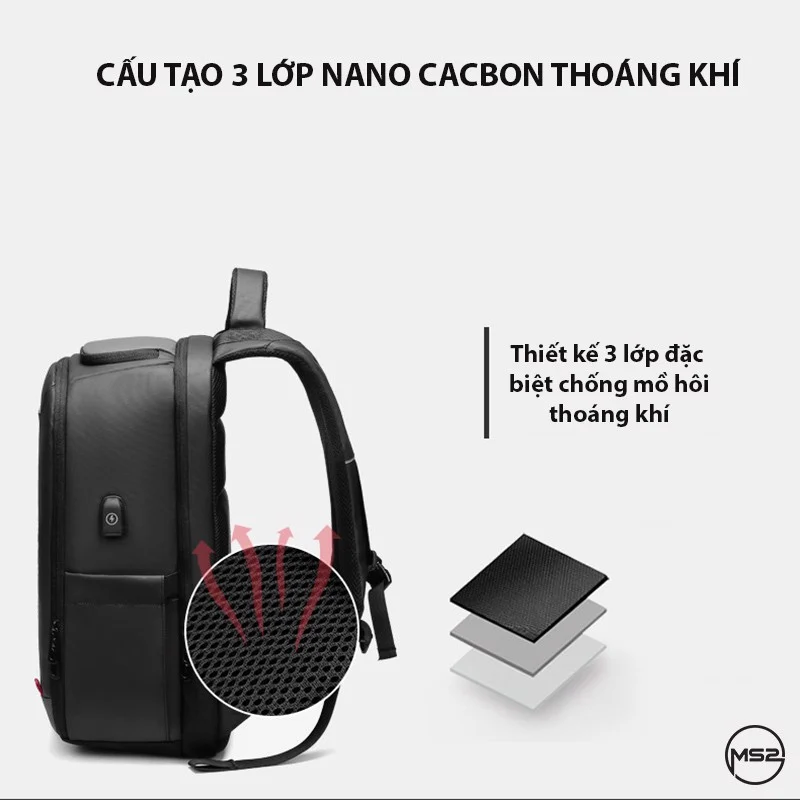 CẤU TẠO 3 LỚP NANO CACBON THOÁNG KHÍ
Thiết kế 3 lớp đặc
biệt chống mồ hôi
thoáng khí
MS2